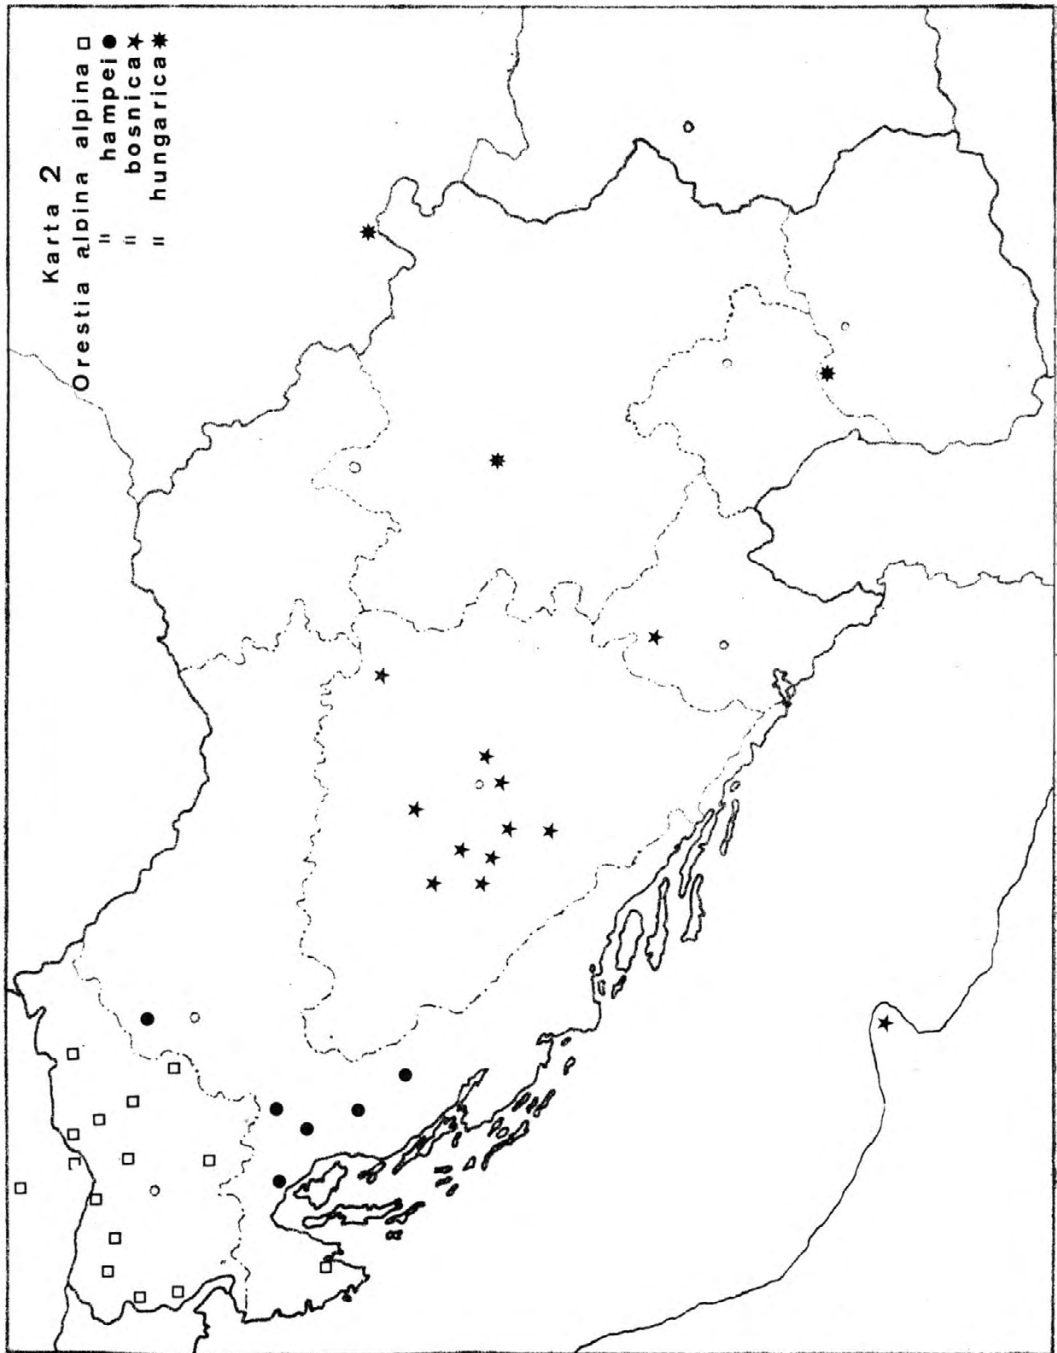 Karta 2
Orestia alpina alpina □
" hampei ●
" bosnica ★
" hungarica ✷